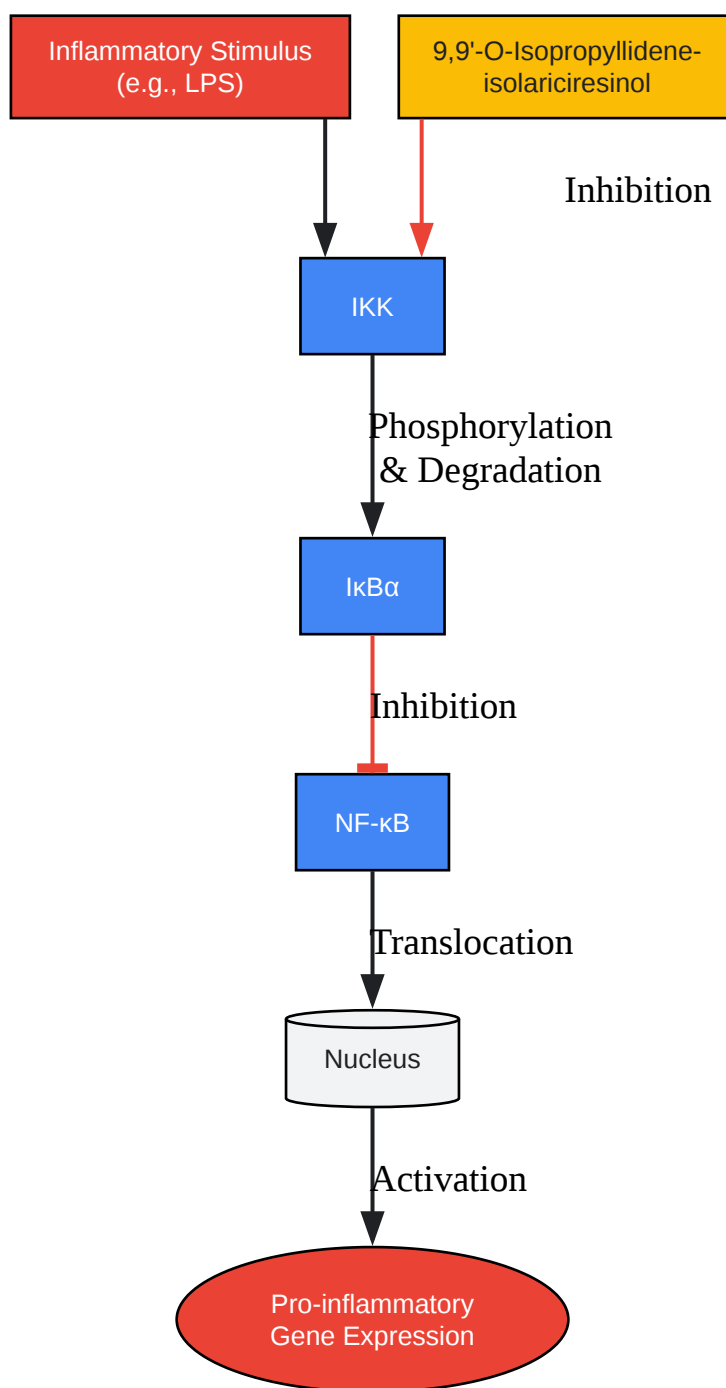 Inflammatory Stimulus
(e.g., LPS)
9,9'-O-Isopropyllidene-
isolariciresinol
Inhibition
IKK
Phosphorylation
& Degradation
IκBα
Inhibition
NF-κB
Translocation
Nucleus
Activation
Pro-inflammatory
Gene Expression